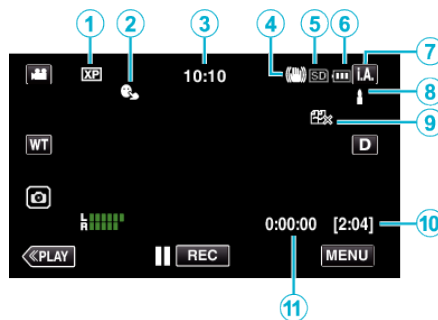 1 2 3 4 5 6 7
XP 10:10 SD i.A.
8
9
WT D
L
R 0:00:00 [2:04] 10
≪PLAY REC MENU
11